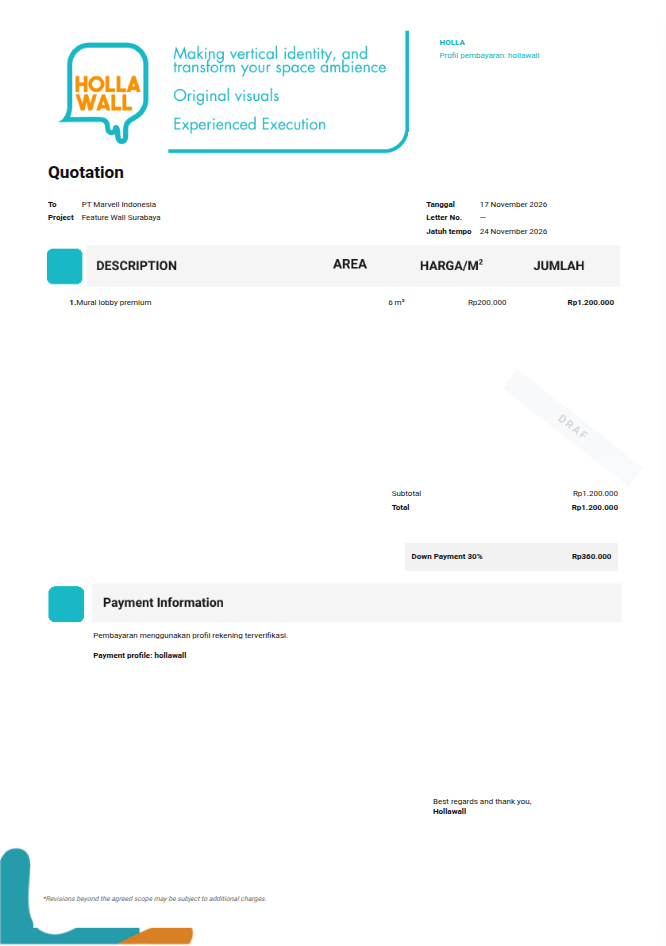 HOLLA
WALL
Making vertical identity, and
transform your space ambience
Original visuals
Experienced Execution
HOLLA
Profil pembayaran: hollawall
Quotation
To PT Marvell Indonesia
Project Feature Wall Surabaya
Tanggal 17 November 2026
Letter No. —
Jatuh tempo 24 November 2026
DESCRIPTION AREA HARGA/M² JUMLAH
1.Mural lobby premium 6 m² Rp200.000 Rp1.200.000
DRAF
Subtotal Rp1.200.000
Total Rp1.200.000
Down Payment 30% Rp360.000
Payment Information
Pembayaran menggunakan profil rekening terverifikasi.
Payment profile: hollawall
Best regards and thank you,
Hollawall
*Revisions beyond the agreed scope may be subject to additional charges.